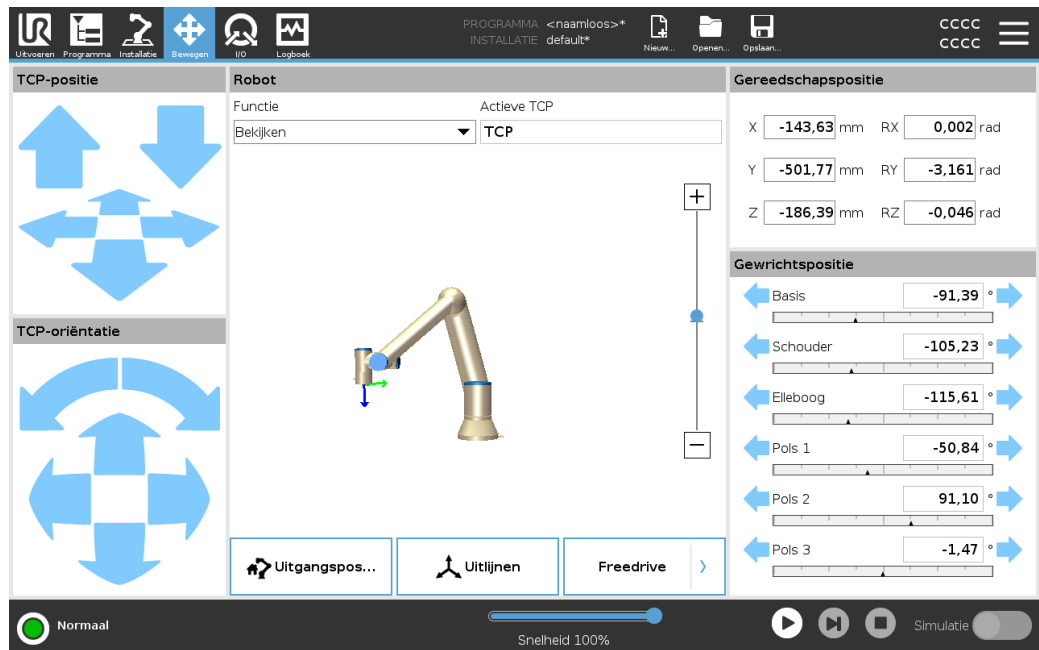 PROGRAMMA <naamloos>*
INSTALLATIE default*
UR
Uitvoeren Programma Installatie Bewegen I/O Logboek
Nieuw... Openen... Opslaan...
CCCC
CCCC
TCP-positie
TCP-oriëntatie
Robot
Functie Actieve TCP
Bekijken TCP
+
−
Uitgangspos... Uitlijnen Freedrive
Gereedschapspositie
X -143,63 mm RX 0,002 rad
Y -501,77 mm RY -3,161 rad
Z -186,39 mm RZ -0,046 rad
Gewrichtspositie
Basis -91,39 °
Schouder -105,23 °
Elleboog -115,61 °
Pols 1 -50,84 °
Pols 2 91,10 °
Pols 3 -1,47 °
Normaal
Snelheid 100%
Simulatie